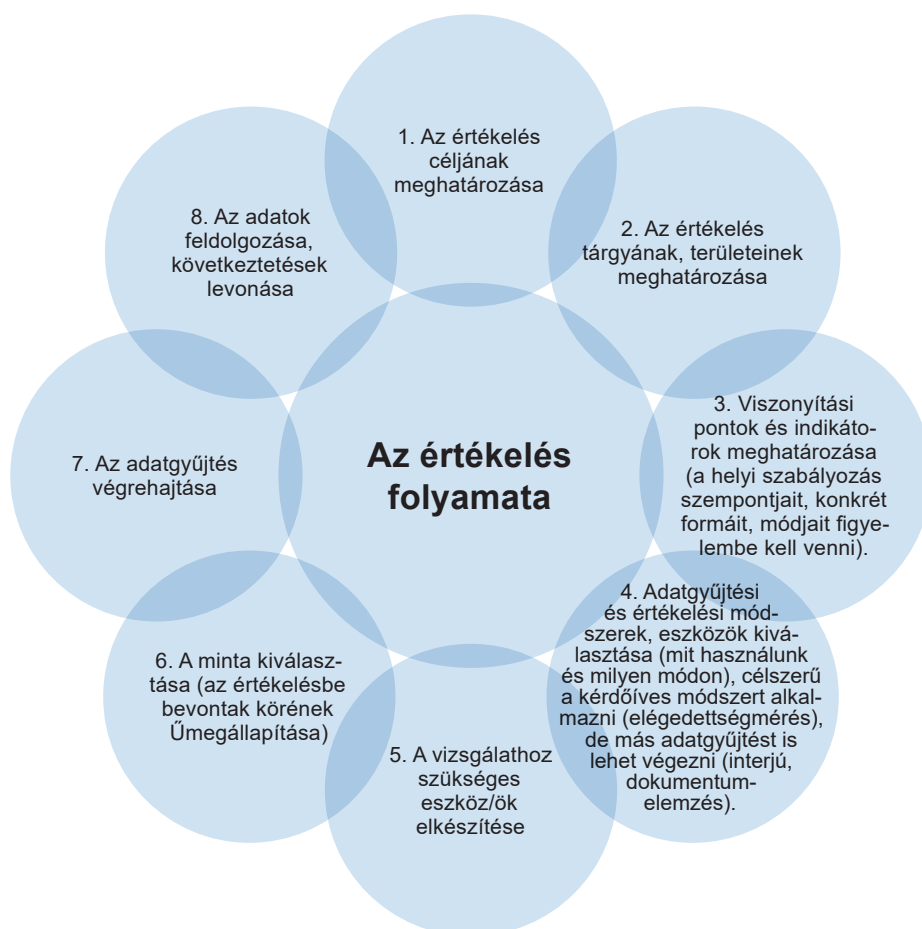 1. Az értékelés
céljának
meghatározása
2. Az értékelés
tárgyának, területeinek
meghatározása
3. Viszonyítási
pontok és indikáto-
rok meghatározása
(a helyi szabályozás
szempontjait, konkrét
formáit, módjait figye-
lembe kell venni).
4. Adatgyűjtési
és értékelési mód-
szerek, eszközök kivá-
lasztása (mit használunk
és milyen módon), célszerű
a kérdőíves módszert alkal-
mazni (elégedettségmérés),
de más adatgyűjtést is
lehet végezni (interjú,
dokumentum-
elemzés).
5. A vizsgálathoz
szükséges
eszköz/ök
elkészítése
6. A minta kiválasz-
tása (az értékelésbe
bevontak körének
Űmegállapítása)
7. Az adatgyűjtés
végrehajtása
8. Az adatok
feldolgozása,
következtetések
levonása
Az értékelés
folyamata